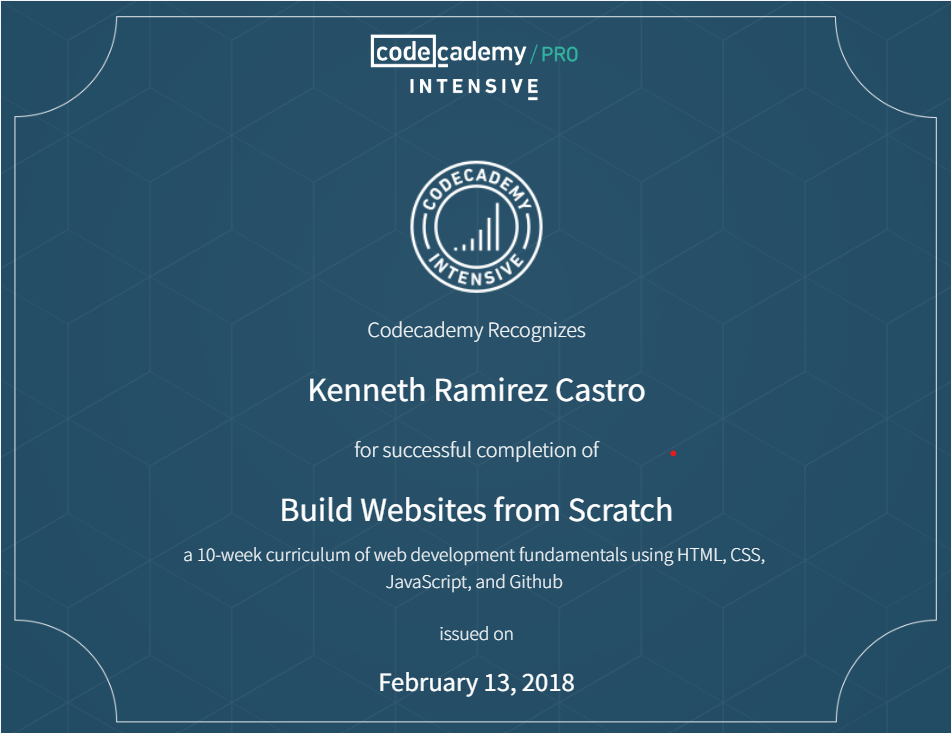 codecademy / PRO
INTENSIVE
CODECADEMY
INTENSIVE
Codecademy Recognizes
Kenneth Ramirez Castro
for successful completion of
Build Websites from Scratch
a 10-week curriculum of web development fundamentals using HTML, CSS,
JavaScript, and Github
issued on
February 13, 2018